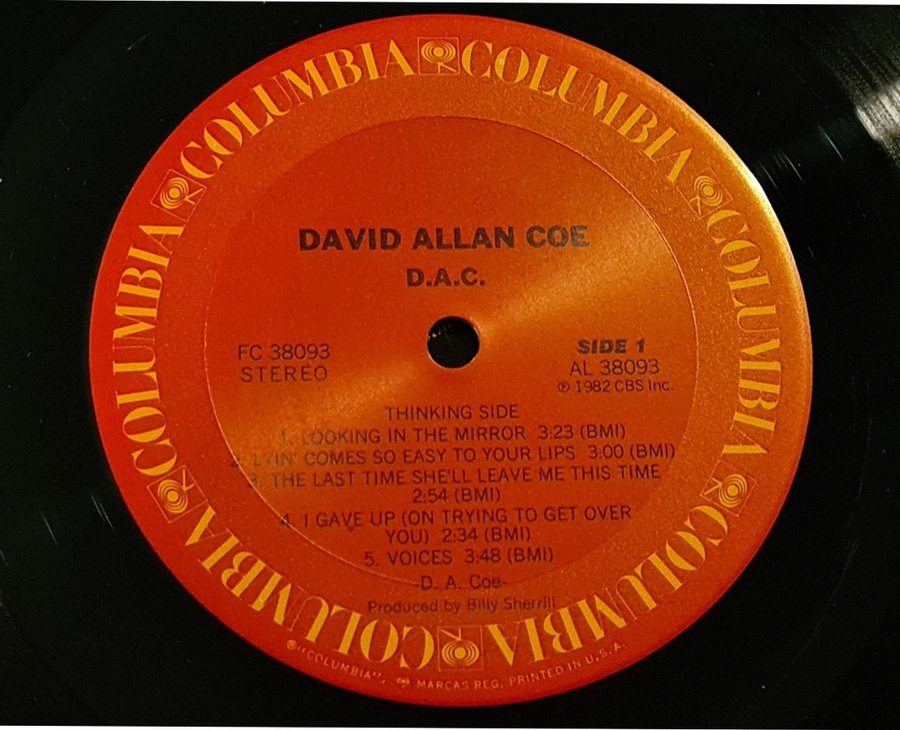 COLUMBIA COLUMBIA COLUMBIA COLUMBIA COLUMBIA COLUMBIA COLUMBIA
DAVID ALLAN COE
D.A.C.
FC 38093
STEREO
SIDE 1
AL 38093
℗ 1982 CBS Inc.
THINKING SIDE
1. LOOKING IN THE MIRROR 3:23 (BMI)
2. LYIN' COMES SO EASY TO YOUR LIPS 3:00 (BMI)
3. THE LAST TIME SHE'LL LEAVE ME THIS TIME
2:54 (BMI)
4. I GAVE UP (ON TRYING TO GET OVER
YOU) 2:34 (BMI)
5. VOICES 3:48 (BMI)
-D. A. Coe-
Produced by Billy Sherrill
® "COLUMBIA", MARCAS REG. PRINTED IN U.S.A.